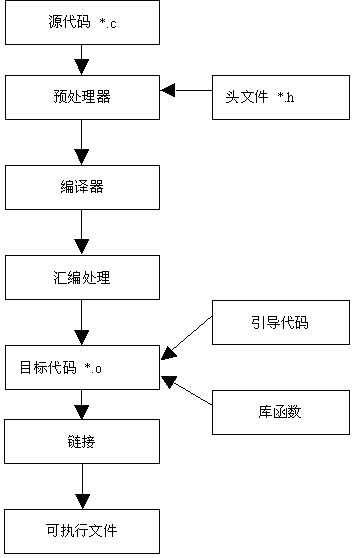 源代码 *.c
预处理器
头文件 *.h
编译器
汇编处理
引导代码
目标代码 *.o
库函数
链接
可执行文件